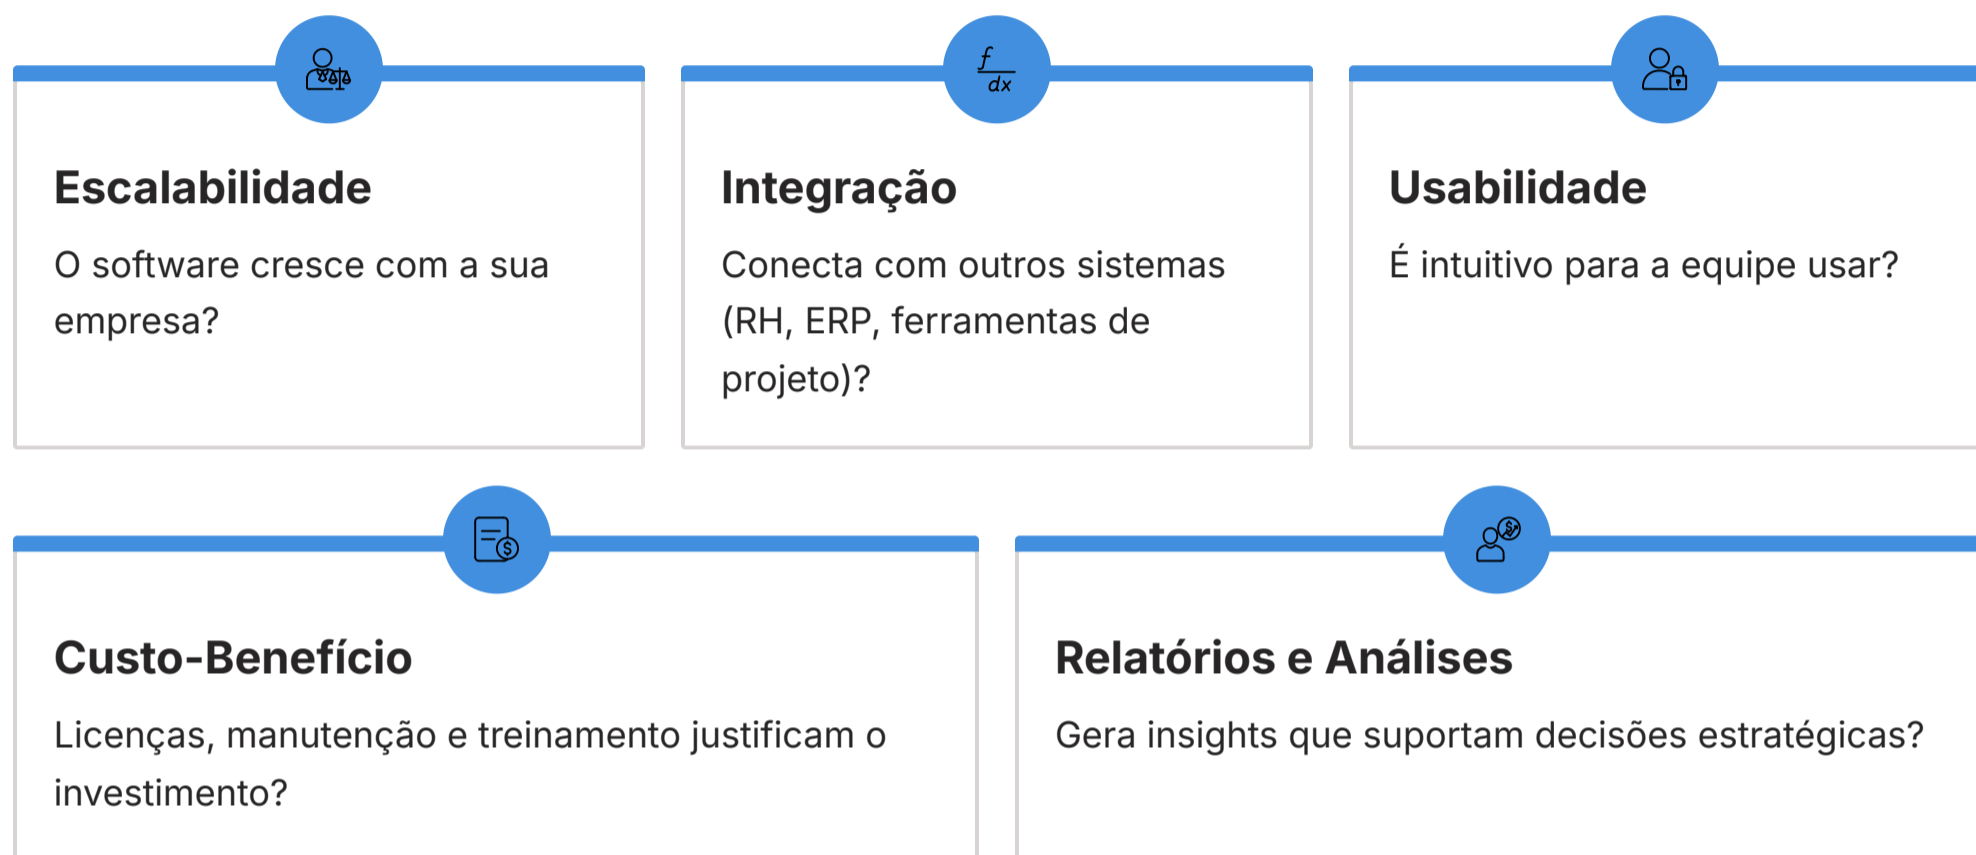 f
dx
Escalabilidade
O software cresce com a sua
empresa?
Integração
Conecta com outros sistemas
(RH, ERP, ferramentas de
projeto)?
Usabilidade
É intuitivo para a equipe usar?
$
Custo-Benefício
Licenças, manutenção e treinamento justificam o
investimento?
$
Relatórios e Análises
Gera insights que suportam decisões estratégicas?